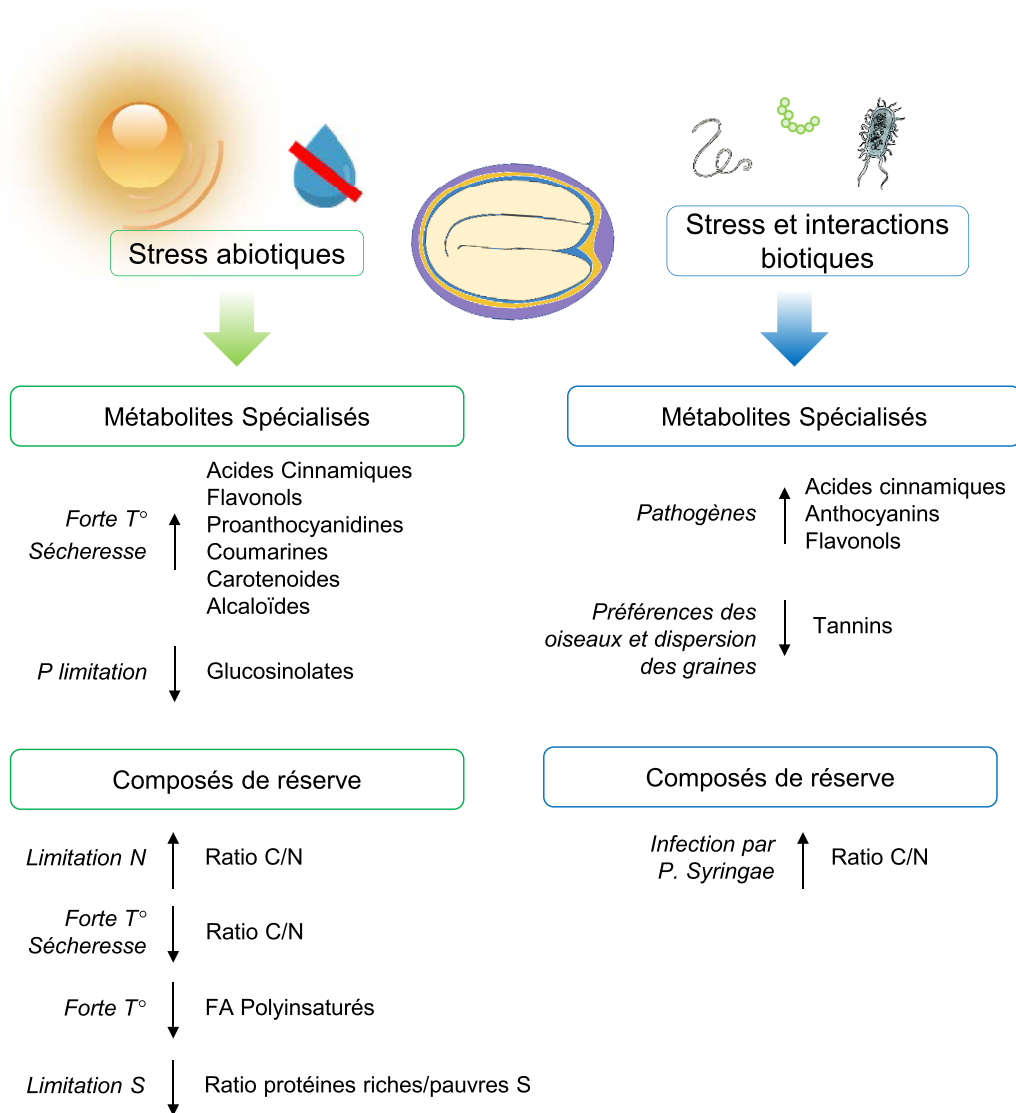 Stress abiotiques
Stress et interactions
biotiques
Métabolites Spécialisés
Forte T°
Sécheresse
Acides Cinnamiques
Flavonols
Proanthocyanidines
Coumarines
Carotenoides
Alcaloïdes
P limitation
Glucosinolates
Métabolites Spécialisés
Pathogènes
Acides cinnamiques
Anthocyanins
Flavonols
Préférences des
oiseaux et dispersion
des graines
Tannins
Composés de réserve
Limitation N
Ratio C/N
Forte T°
Sécheresse
Ratio C/N
Forte T°
FA Polyinsaturés
Limitation S
Ratio protéines riches/pauvres S
Composés de réserve
Infection par
P. Syringae
Ratio C/N